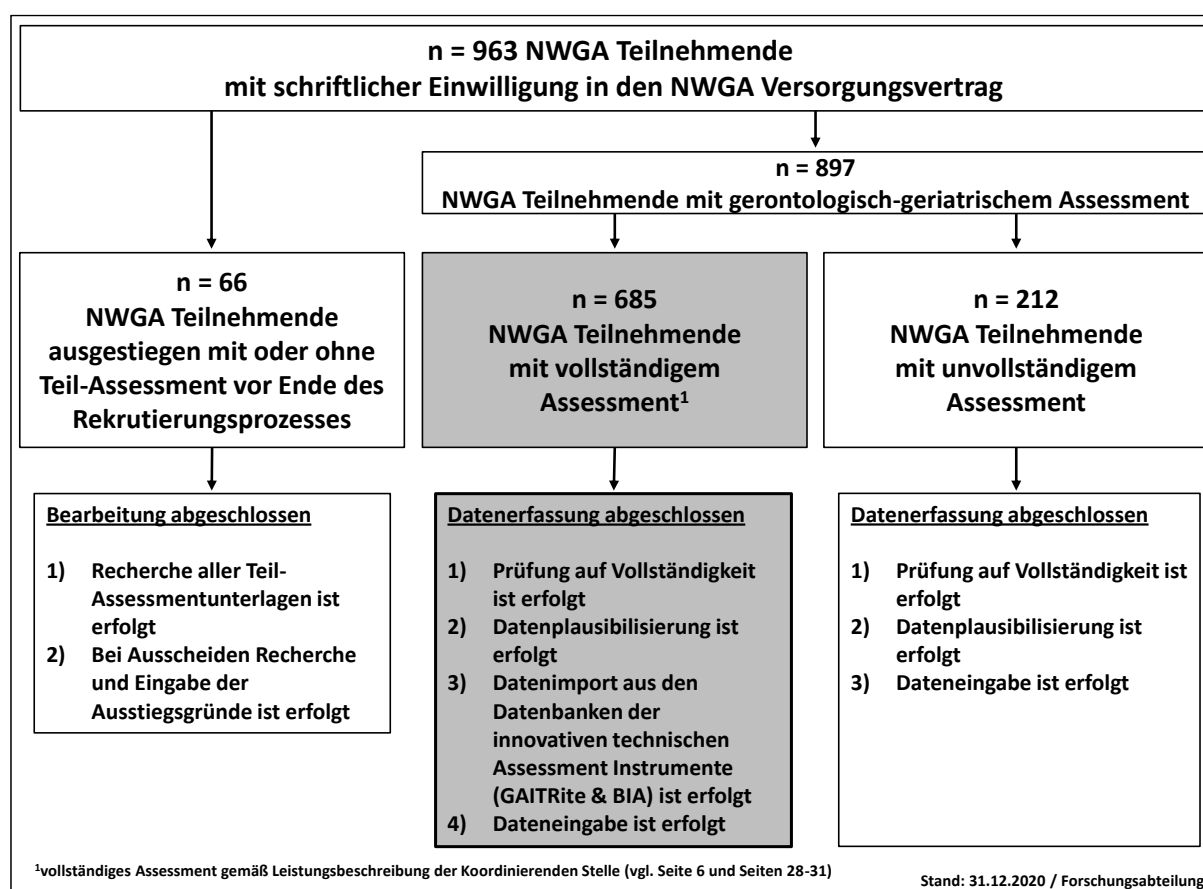 n = 963 NWGA Teilnehmende
mit schriftlicher Einwilligung in den NWGA Versorgungsvertrag
n = 897
NWGA Teilnehmende mit gerontologisch-geriatrischem Assessment
n = 66
NWGA Teilnehmende
ausgestiegen mit oder ohne
Teil-Assessment vor Ende des
Rekrutierungsprozesses
n = 685
NWGA Teilnehmende
mit vollständigem
Assessment¹
n = 212
NWGA Teilnehmende
mit unvollständigem
Assessment
Bearbeitung abgeschlossen
1) Recherche aller Teil-
Assessmentunterlagen ist
erfolgt
2) Bei Ausscheiden Recherche
und Eingabe der
Ausstiegsgründe ist erfolgt
Datenerfassung abgeschlossen
1) Prüfung auf Vollständigkeit
ist erfolgt
2) Datenplausibilisierung ist
erfolgt
3) Datenimport aus den
Datenbanken der
innovativen technischen
Assessment Instrumente
(GAITRite & BIA) ist erfolgt
4) Dateneingabe ist erfolgt
Datenerfassung abgeschlossen
1) Prüfung auf Vollständigkeit ist
erfolgt
2) Datenplausibilisierung ist
erfolgt
3) Dateneingabe ist erfolgt
¹vollständiges Assessment gemäß Leistungsbeschreibung der Koordinierenden Stelle (vgl. Seite 6 und Seiten 28-31)
Stand: 31.12.2020 / Forschungsabteilung